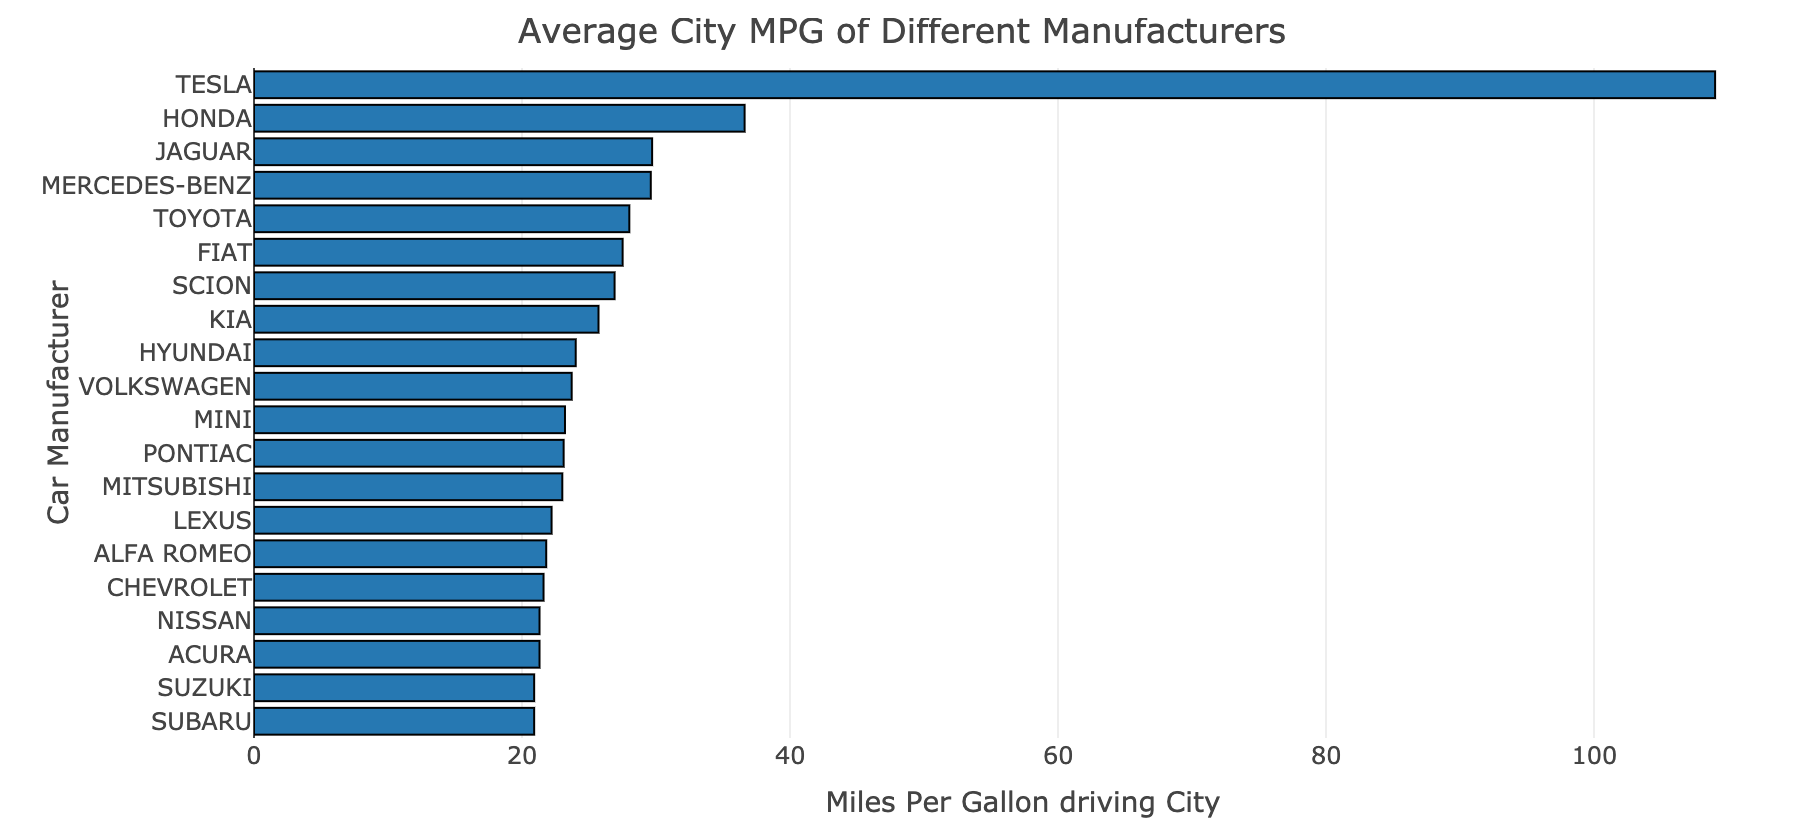 Average City MPG of Different Manufacturers
Car Manufacturer
TESLA
HONDA
JAGUAR
MERCEDES-BENZ
TOYOTA
FIAT
SCION
KIA
HYUNDAI
VOLKSWAGEN
MINI
PONTIAC
MITSUBISHI
LEXUS
ALFA ROMEO
CHEVROLET
NISSAN
ACURA
SUZUKI
SUBARU
0 20 40 60 80 100
Miles Per Gallon driving City